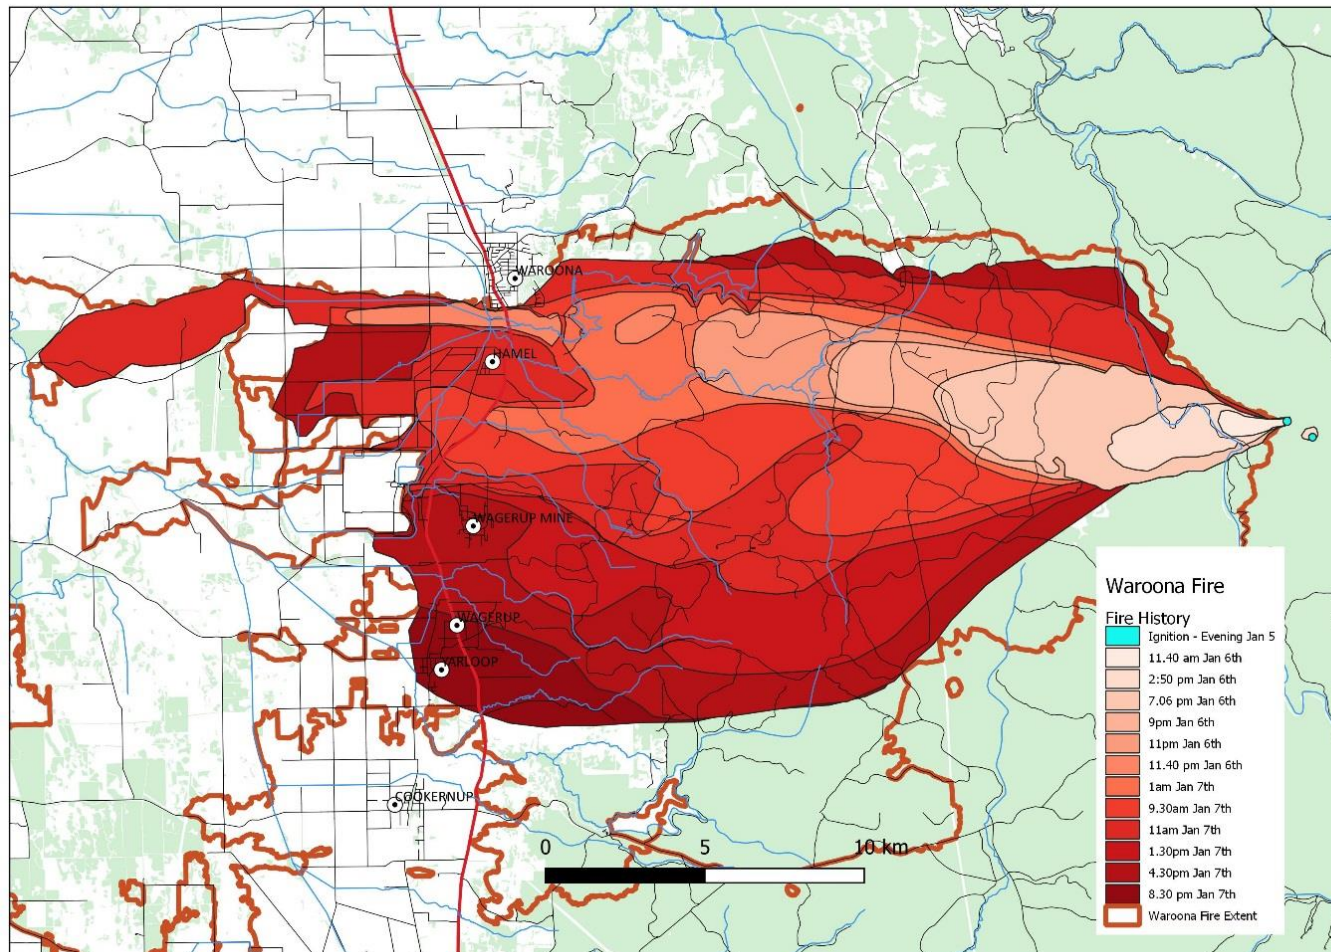 WAROONA
HAMEL
WAGERUP MINE
WAGERUP
YARLOOP
COOKERNUP
0 5 10 km
Waroona Fire
Fire History
Ignition - Evening Jan 5
11.40 am Jan 6th
2:50 pm Jan 6th
7.06 pm Jan 6th
9pm Jan 6th
11pm Jan 6th
11.40 pm Jan 6th
1am Jan 7th
9.30am Jan 7th
11am Jan 7th
1.30pm Jan 7th
4.30pm Jan 7th
8.30 pm Jan 7th
Waroona Fire Extent